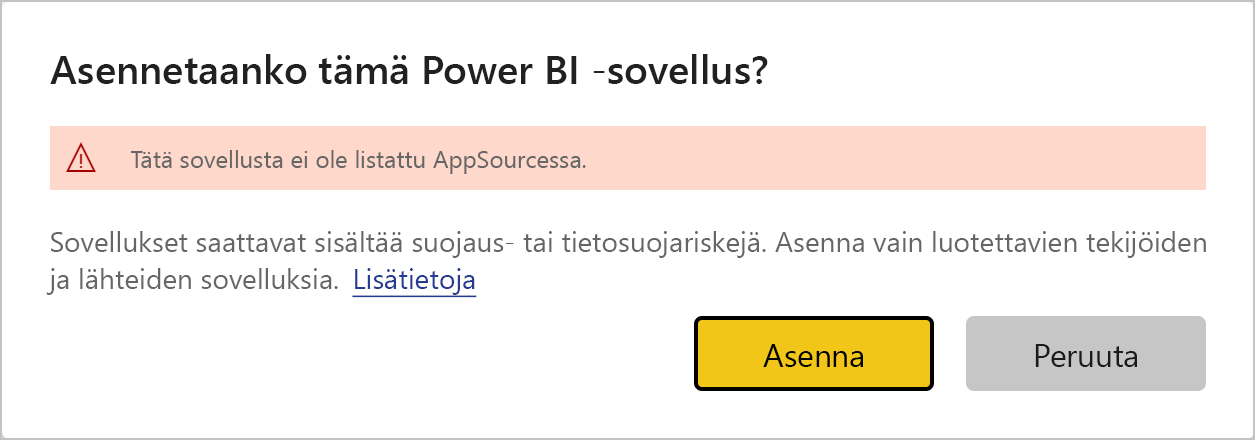 Asennetaanko tämä Power BI -sovellus?
Tätä sovellusta ei ole listattu AppSourcessa.
Sovellukset saattavat sisältää suojaus- tai tietosuojariskejä. Asenna vain luotettavien tekijöiden
ja lähteiden sovelluksia. Lisätietoja
Asenna Peruuta